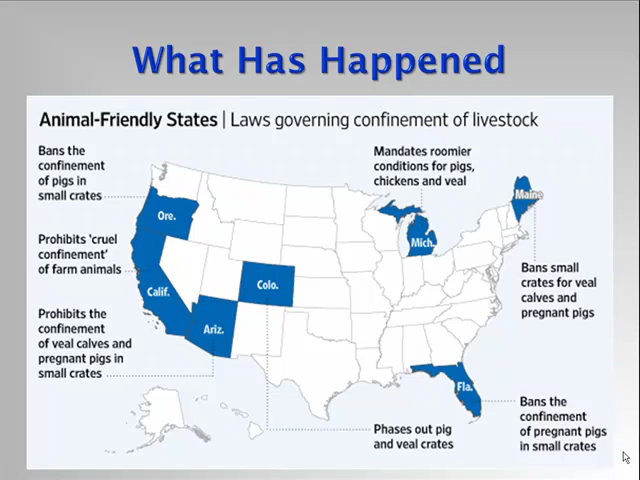 What Has Happened
Animal-Friendly States | Laws governing confinement of livestock
Bans the
confinement
of pigs in
small crates
Mandates roomier
conditions for pigs,
chickens and veal
Maine
Ore.
Mich.
Prohibits 'cruel
confinement'
of farm animals
Calif.
Colo.
Bans small
crates for veal
calves and
pregnant pigs
Prohibits the
confinement
of veal calves and
pregnant pigs in
small crates
Ariz.
Fla.
Phases out pig
and veal crates
Bans the
confinement
of pregnant pigs
in small crates